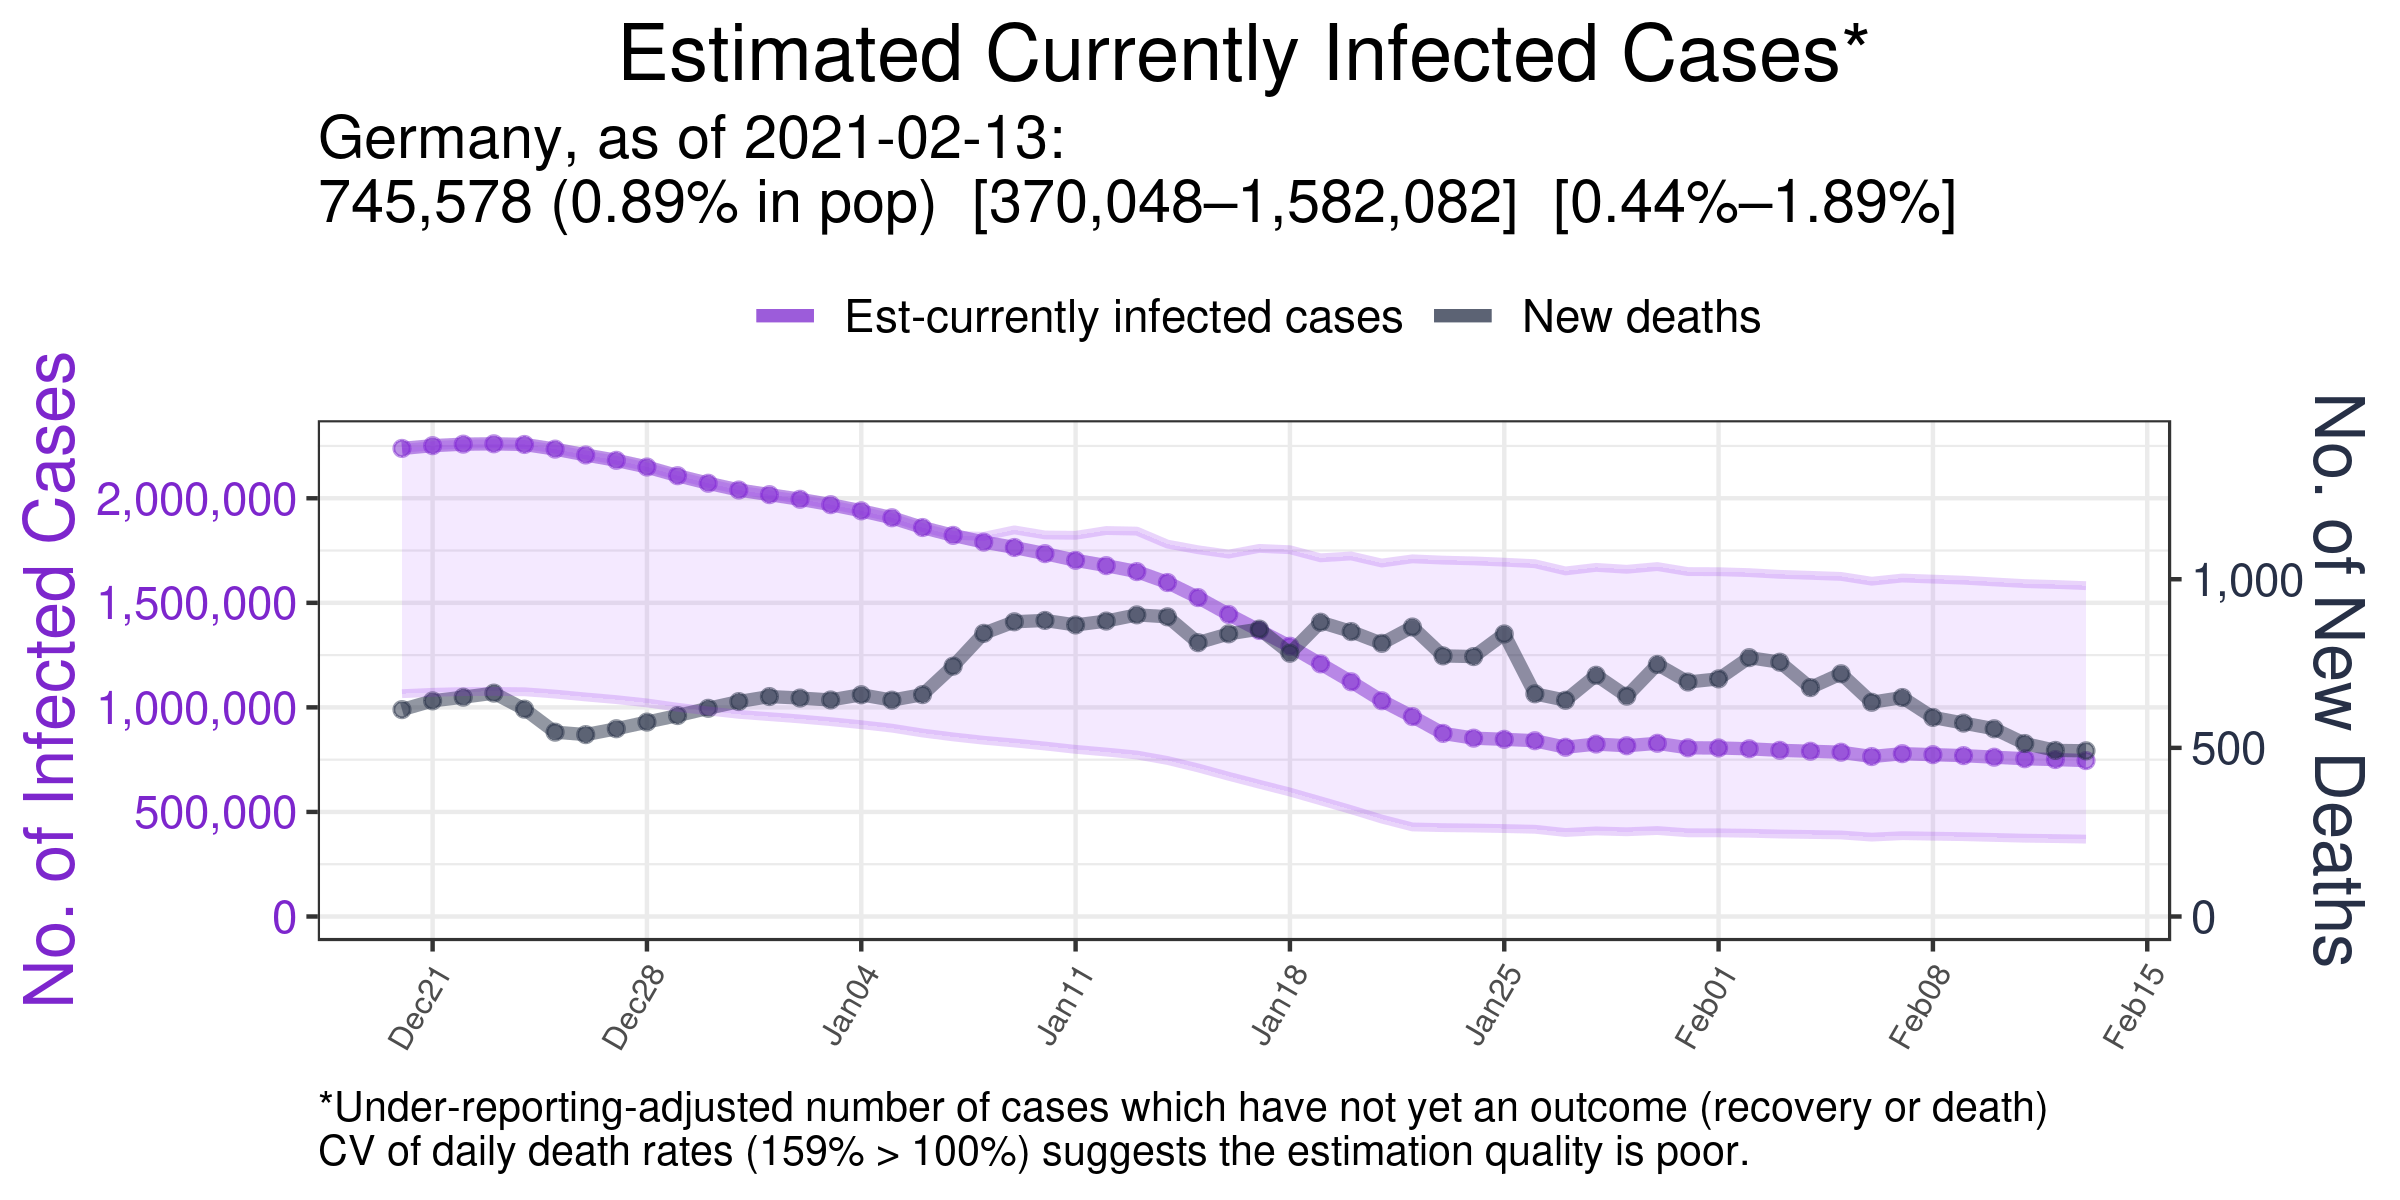 Estimated Currently Infected Cases*
Germany, as of 2021-02-13:
745,578 (0.89% in pop)  [370,048–1,582,082]  [0.44%–1.89%]
Est-currently infected cases
New deaths
No. of Infected Cases
2,000,000
1,500,000
1,000,000
500,000
0
1,000
500
0
No. of New Deaths
Dec21
Dec28
Jan04
Jan11
Jan18
Jan25
Feb01
Feb08
Feb15
*Under-reporting-adjusted number of cases which have not yet an outcome (recovery or death)
CV of daily death rates (159% > 100%) suggests the estimation quality is poor.